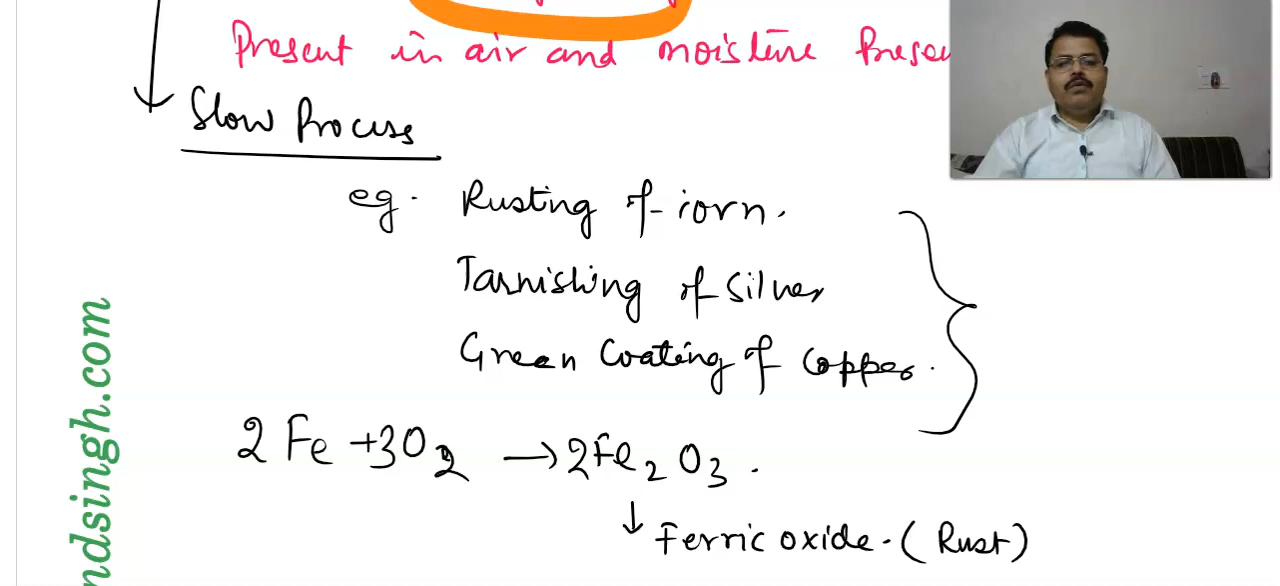 Present in air and moisture Presen
Slow Process
eg. Rusting of iorn.
Tarnishing of Silver
Green Coating of Copper.
2 Fe +3O2 → 2Fe2O3.
↓ Ferric oxide. (Rust)
ndsingh.com